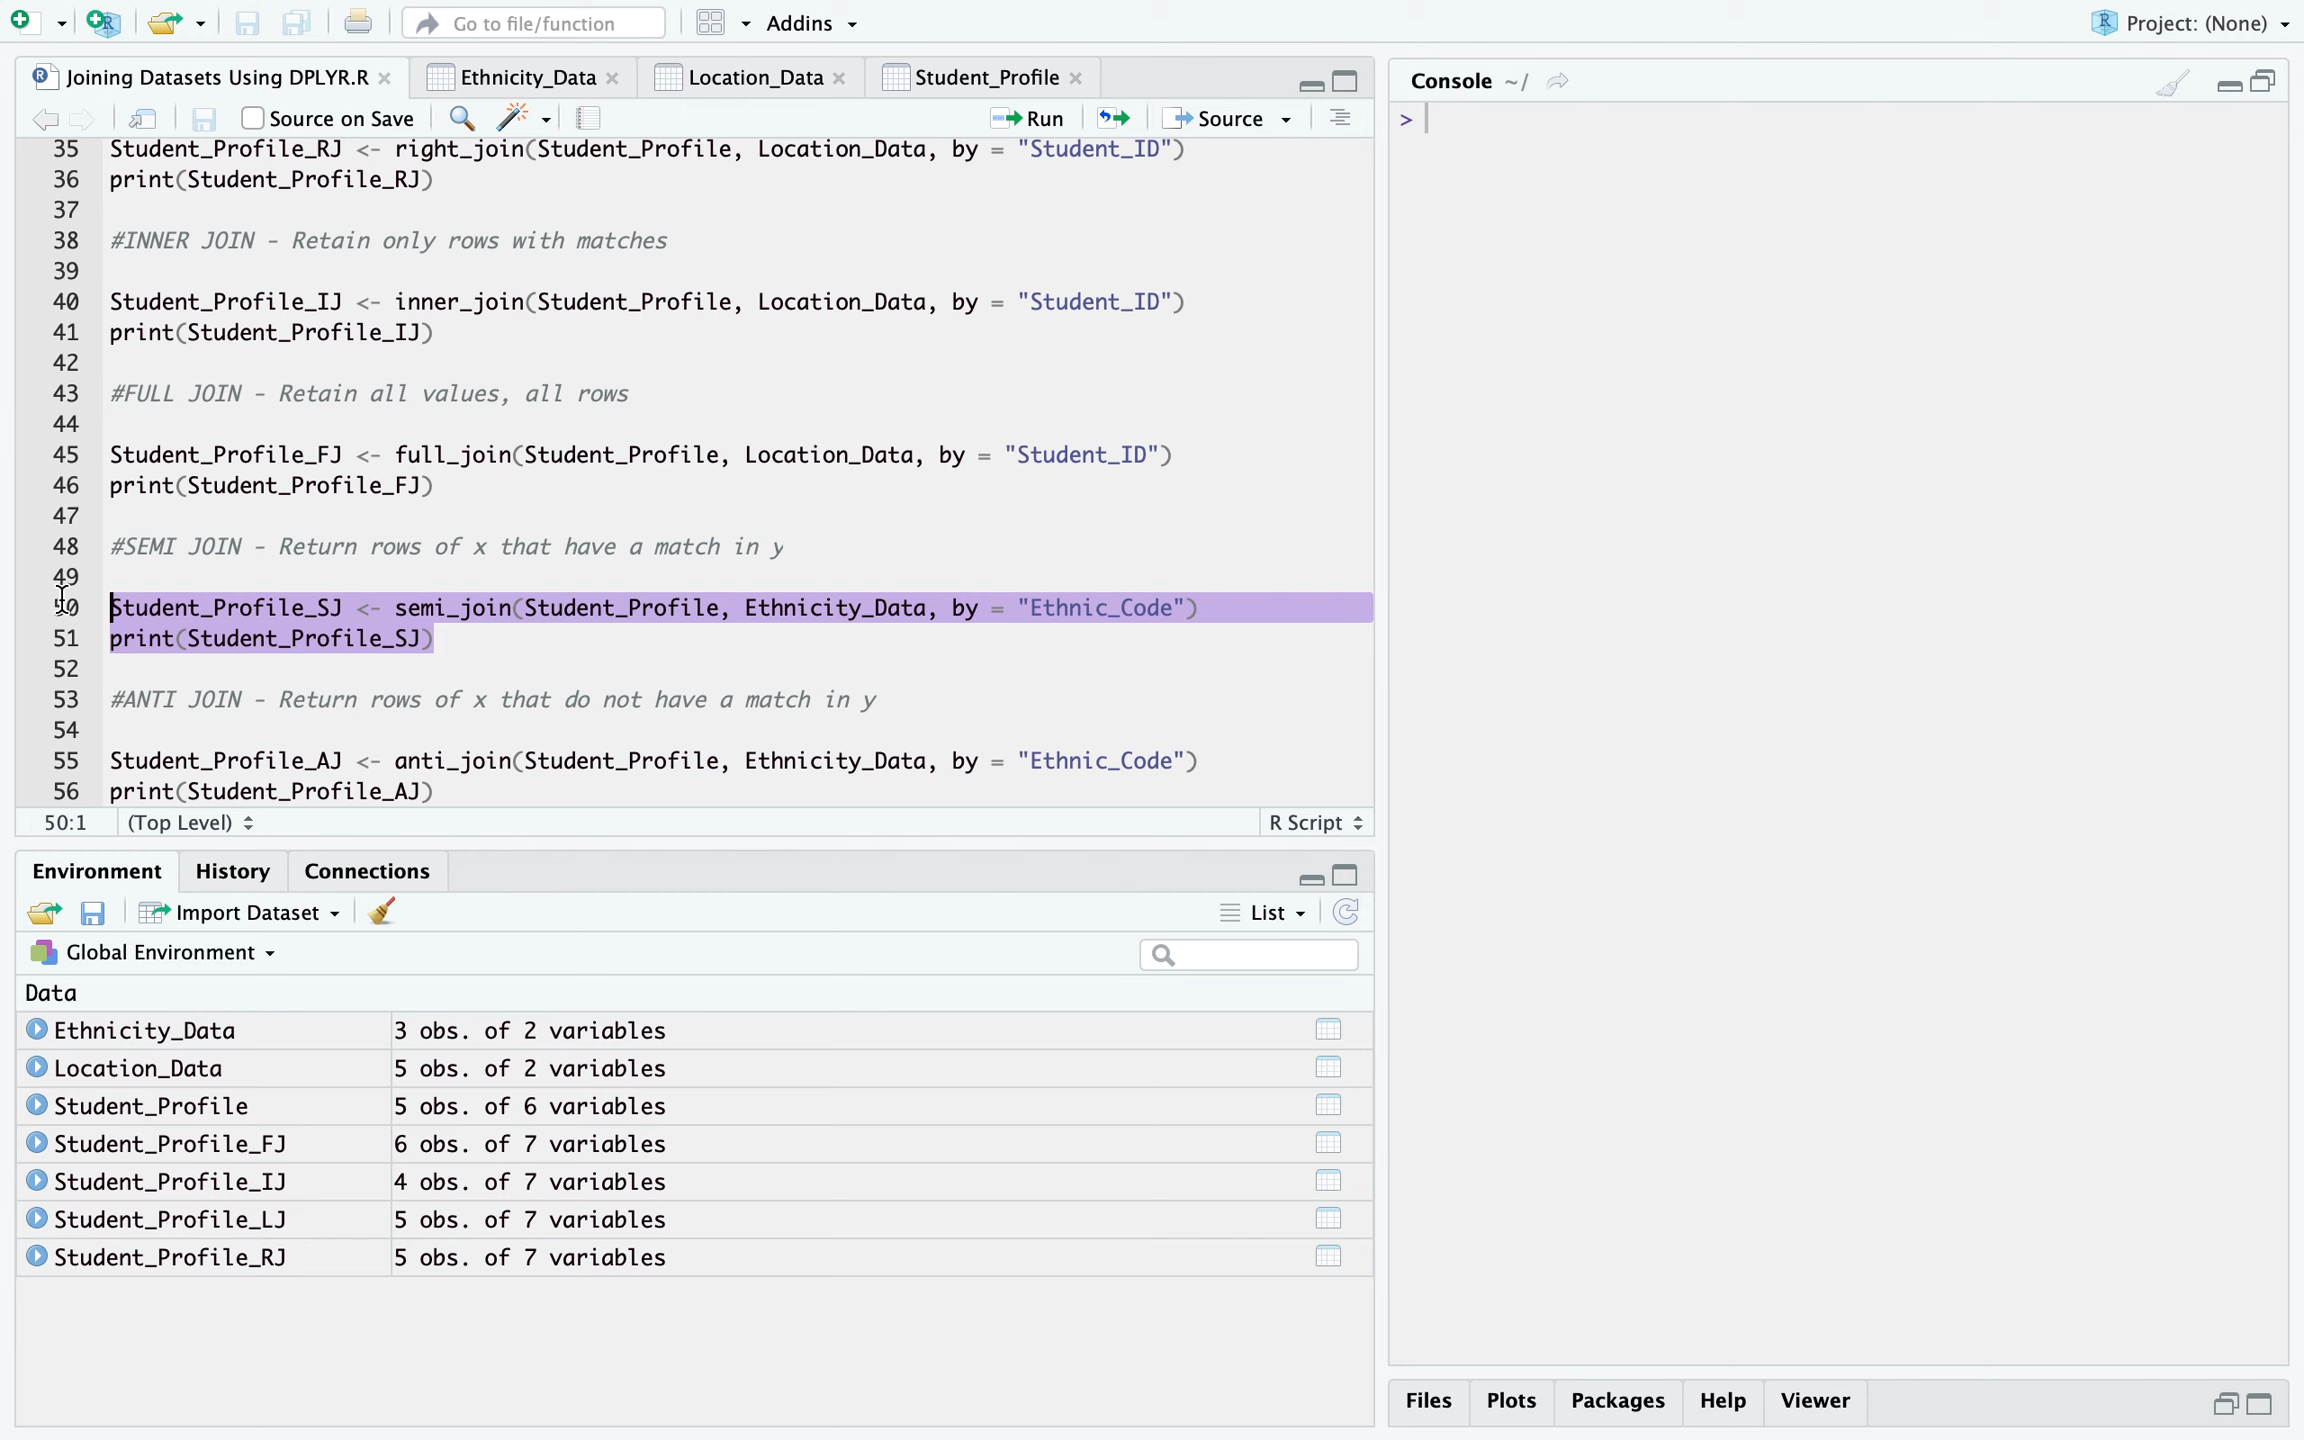 Go to file/function
Addins
Project: (None)
Joining Datasets Using DPLYR.R
Ethnicity_Data
Location_Data
Student_Profile
Source on Save
Run
Source
35 Student_Profile_RJ <- right_join(Student_Profile, Location_Data, by = "Student_ID")
36 print(Student_Profile_RJ)
37
38 #INNER JOIN - Retain only rows with matches
39
40 Student_Profile_IJ <- inner_join(Student_Profile, Location_Data, by = "Student_ID")
41 print(Student_Profile_IJ)
42
43 #FULL JOIN - Retain all values, all rows
44
45 Student_Profile_FJ <- full_join(Student_Profile, Location_Data, by = "Student_ID")
46 print(Student_Profile_FJ)
47
48 #SEMI JOIN - Return rows of x that have a match in y
49
50 Student_Profile_SJ <- semi_join(Student_Profile, Ethnicity_Data, by = "Ethnic_Code")
51 print(Student_Profile_SJ)
52
53 #ANTI JOIN - Return rows of x that do not have a match in y
54
55 Student_Profile_AJ <- anti_join(Student_Profile, Ethnicity_Data, by = "Ethnic_Code")
56 print(Student_Profile_AJ)
50:1 (Top Level) R Script
Environment History Connections
Import Dataset List
Global Environment
Data
Ethnicity_Data 3 obs. of 2 variables
Location_Data 5 obs. of 2 variables
Student_Profile 5 obs. of 6 variables
Student_Profile_FJ 6 obs. of 7 variables
Student_Profile_IJ 4 obs. of 7 variables
Student_Profile_LJ 5 obs. of 7 variables
Student_Profile_RJ 5 obs. of 7 variables
Console ~/
>
Files Plots Packages Help Viewer